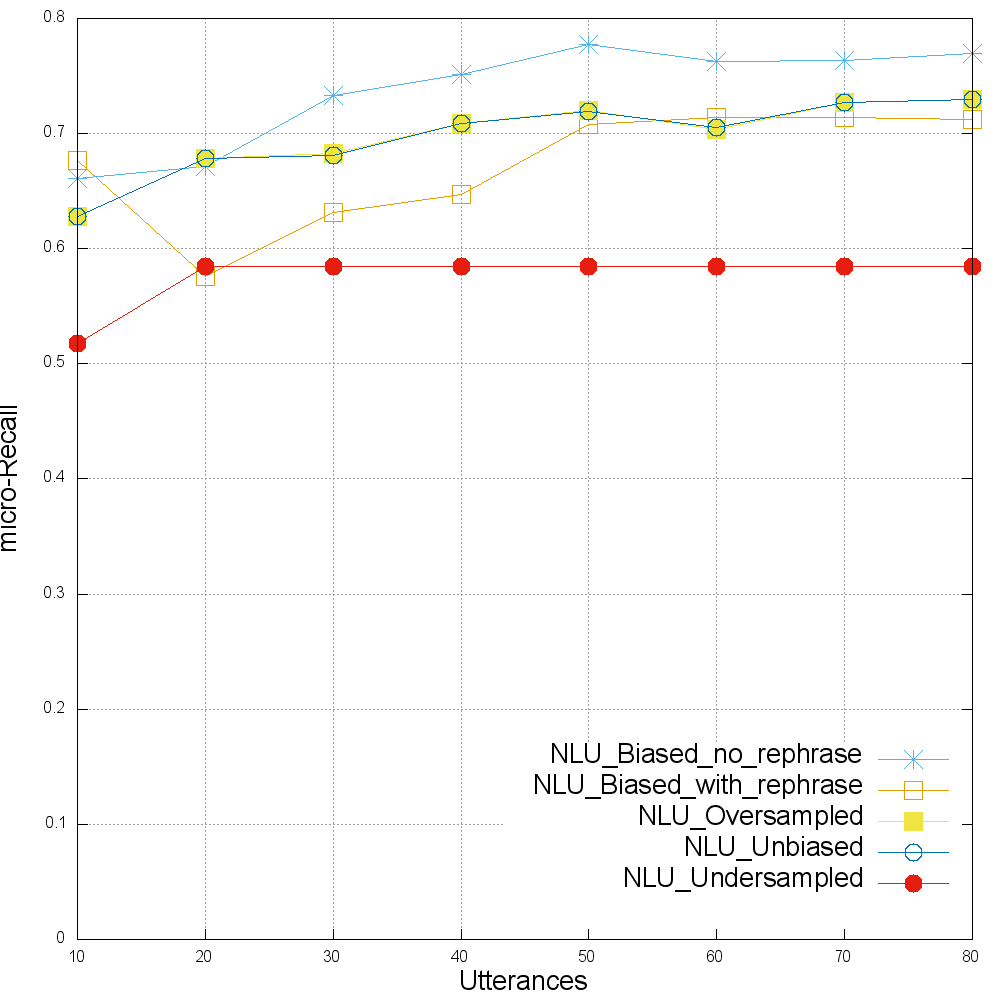 0.8
0.7
0.6
0.5
0.4
0.3
0.2
0.1
0
micro-Recall
10 20 30 40 50 60 70 80
Utterances
NLU_Biased_no_rephrase
NLU_Biased_with_rephrase
NLU_Oversampled
NLU_Unbiased
NLU_Undersampled